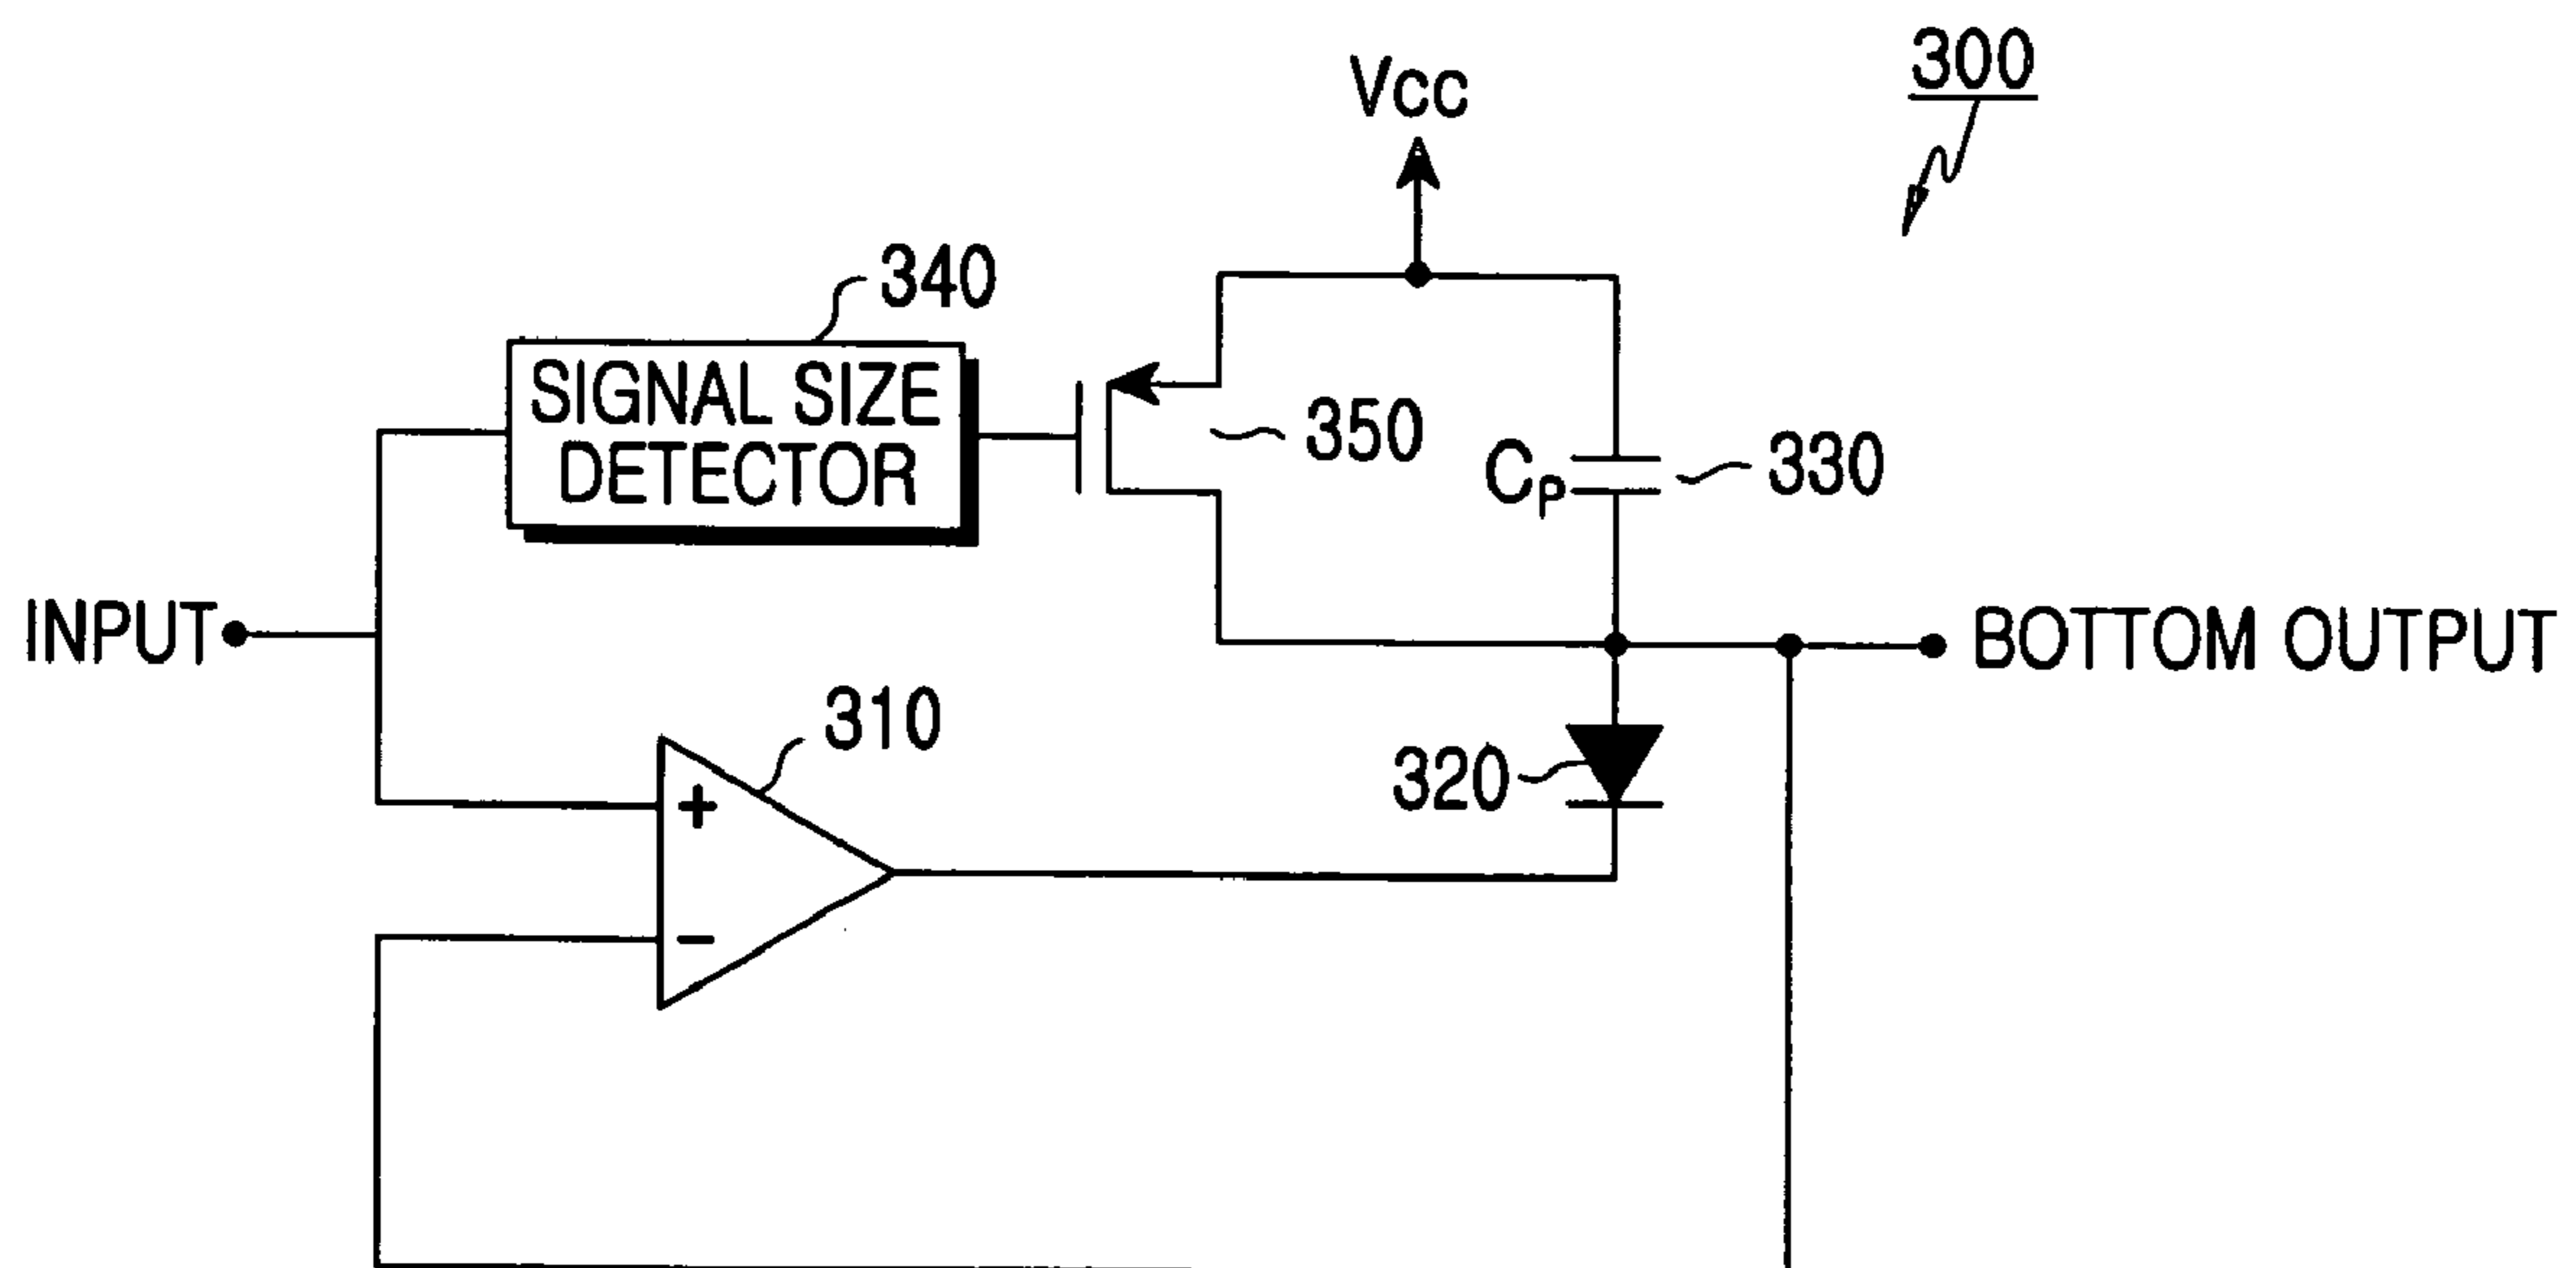 300
Vcc
340
SIGNAL SIZE
DETECTOR
350
CP
330
INPUT
BOTTOM OUTPUT
310
+
−
320